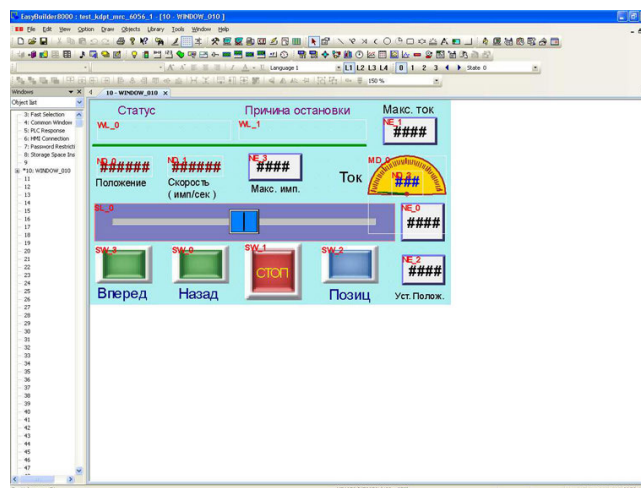 EasyBuilder8000 : test_kdpt_mrc_6056_1 - [10 - WINDOW_010 ]
File Edit View Option Draw Objects Library Tools Window Help
Language 1 L1 L2 L3 L4 0 1 2 3 State 0
150 %
Windows
10 - WINDOW_010 x
Object list
3: Fast Selection
4: Common Window
5: PLC Response
6: HMI Connection
7: Password Restricti
8: Storage Space Ins
9
*10: WINDOW_010
11
12
13
14
15
16
17
18
19
20
21
22
23
24
25
26
27
28
29
30
31
32
33
34
35
36
37
38
39
40
41
42
43
44
45
46
47
Статус Причина остановки Макс. ток
WL_0 WL_1 NE_1
####
ND_0 ND_1 NE_3 MD_0
###### ###### #### Ток ND_2 ###
Положение Скорость ( имп/сек ) Макс. имп.
SL_0 NE_0
####
SW_3 SW_0 SW_1 SW_2 NE_2
СТОП ####
Вперед Назад Позиц Уст. Полож.